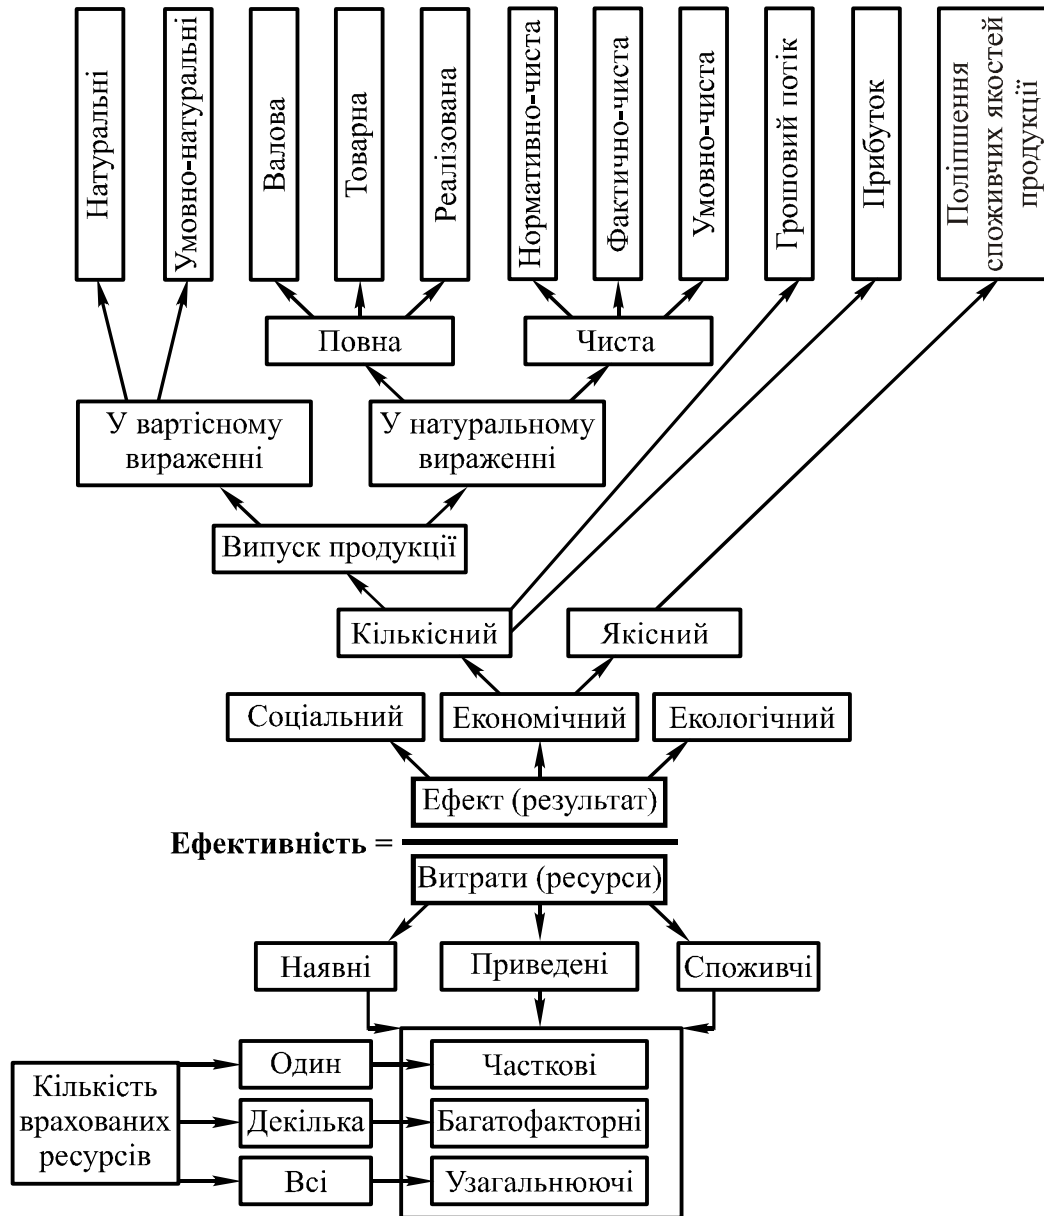 Натуральні
Умовно-натуральні
Валова
Товарна
Реалізована
Нормативно-чиста
Фактично-чиста
Умовно-чиста
Грошовий потік
Прибуток
Поліпшення
споживчих якостей
продукції
Повна
Чиста
У вартісному
вираженні
У натуральному
вираженні
Випуск продукції
Кількісний
Якісний
Соціальний
Економічний
Екологічний
Ефект (результат)
Ефективність =
Витрати (ресурси)
Наявні
Приведені
Споживчі
Кількість
врахованих
ресурсів
Один
Часткові
Декілька
Багатофакторні
Всі
Узагальнюючі